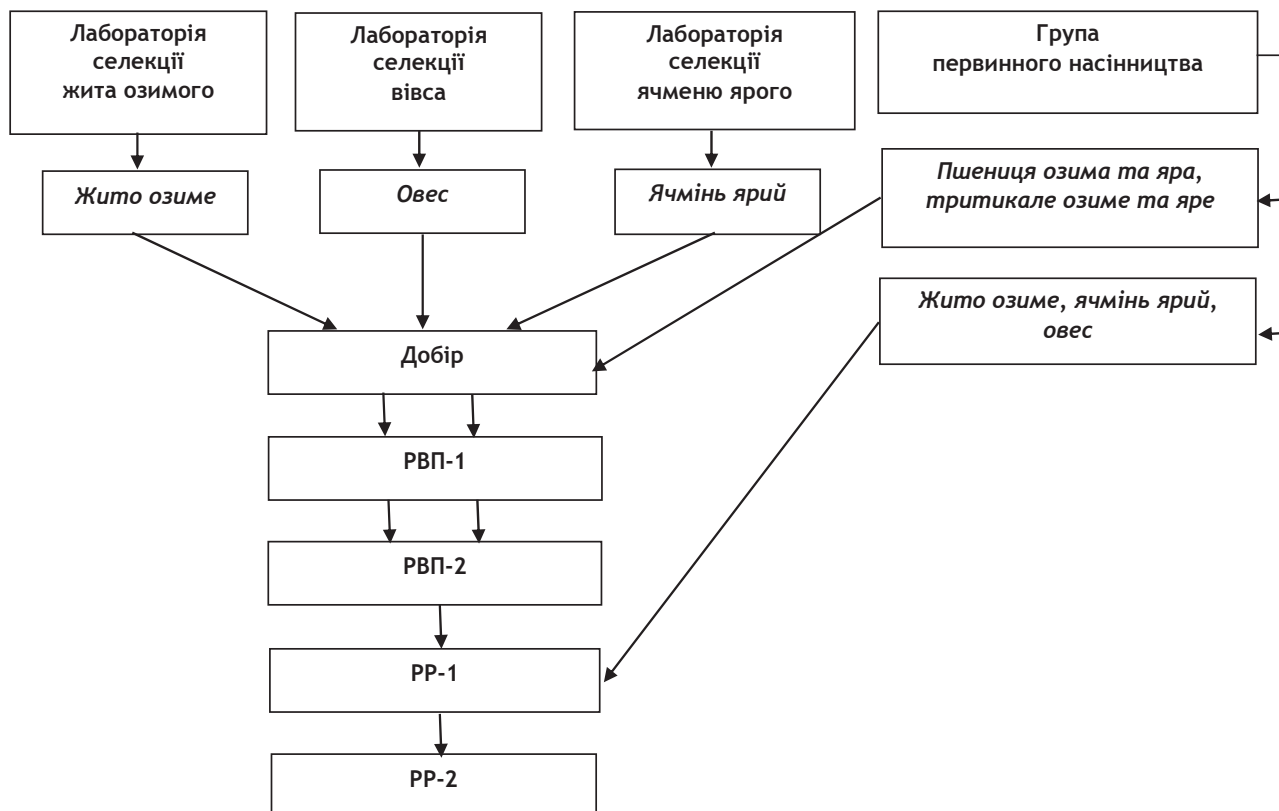 Лабораторія
селекції
жита озимого
Лабораторія
селекції
вівса
Лабораторія
селекції
ячменю ярого
Група
первинного насінництва
Жито озиме
Овес
Ячмінь ярий
Пшениця озима та яра,
тритикале озиме та яре
Жито озиме, ячмінь ярий,
овес
Добір
РВП-1
РВП-2
РР-1
РР-2